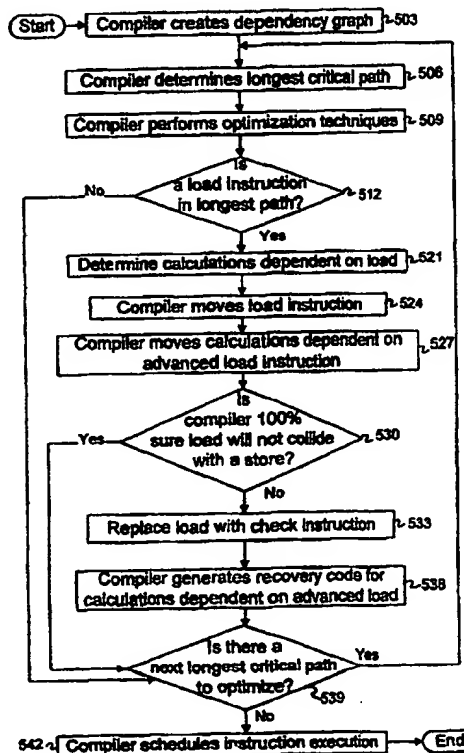 Start
Compiler creates dependency graph
503
Compiler determines longest critical path
506
Compiler performs optimization techniques
509
Is
a load instruction
in longest path?
512
No
Yes
Determine calculations dependent on load
521
Compiler moves load instruction
524
Compiler moves calculations dependent on
advanced load instruction
527
Is
compiler 100%
sure load will not collide
with a store?
530
Yes
No
Replace load with check instruction
533
Compiler generates recovery code for
calculations dependent on advanced load
538
Is there a
next longest critical path
to optimize?
539
Yes
No
542
Compiler schedules instruction execution
End